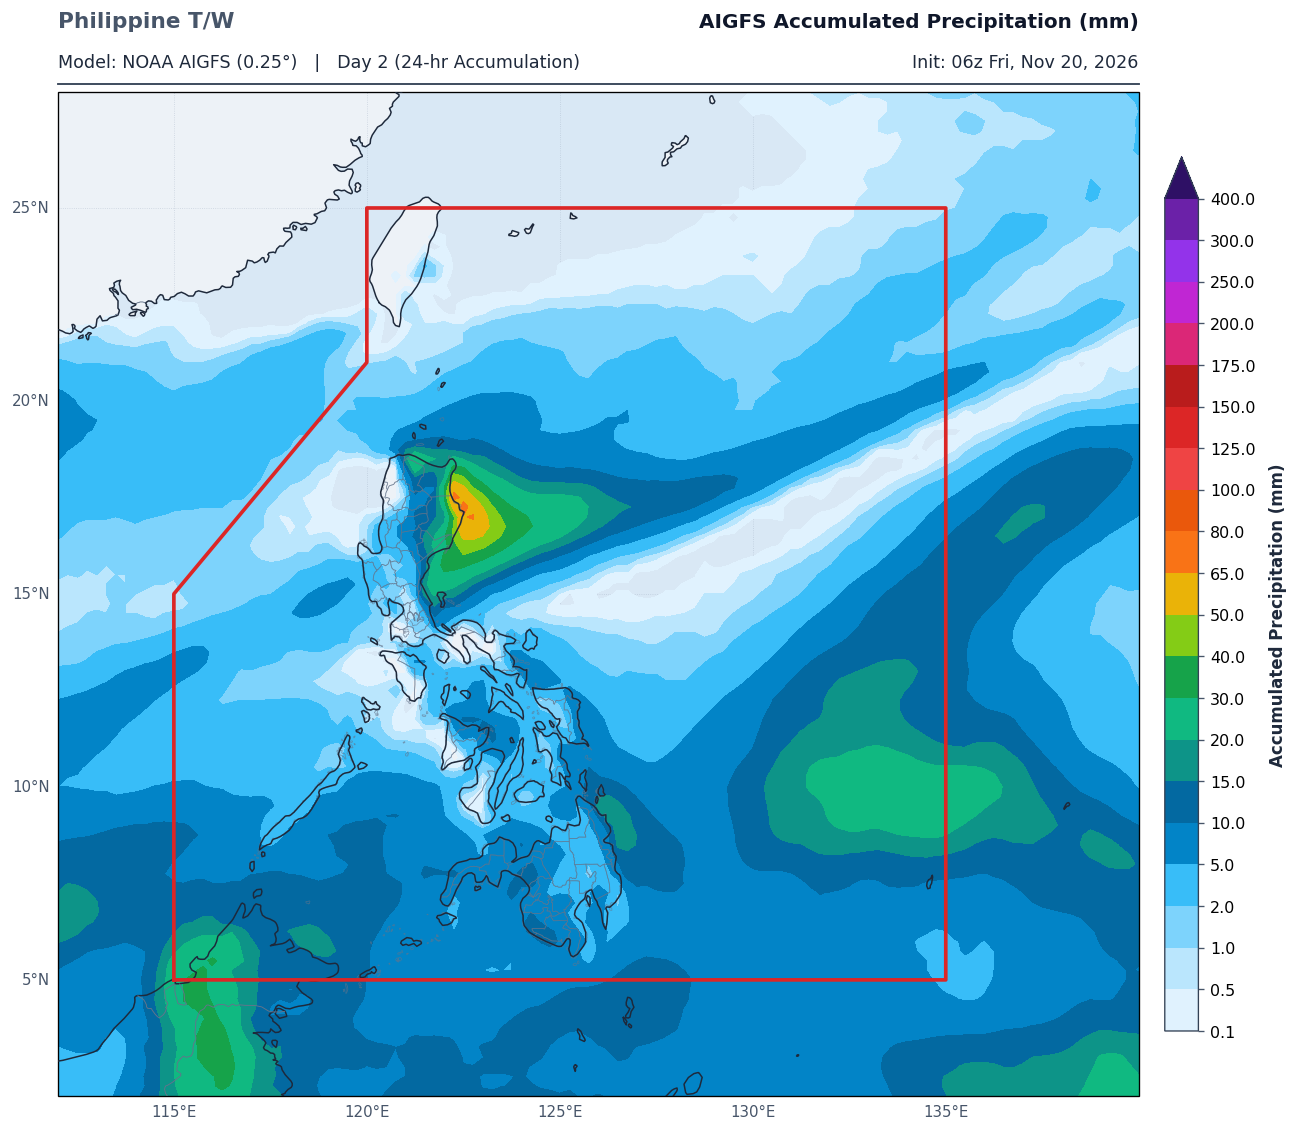 Philippine T/W
AIGFS Accumulated Precipitation (mm)
Model: NOAA AIGFS (0.25°)   |   Day 2 (24-hr Accumulation)
Init: 06z Fri, Nov 20, 2026
25°N
20°N
15°N
10°N
5°N
115°E
120°E
125°E
130°E
135°E
400.0
300.0
250.0
200.0
175.0
150.0
125.0
100.0
80.0
65.0
50.0
40.0
30.0
20.0
15.0
10.0
5.0
2.0
1.0
0.5
0.1
Accumulated Precipitation (mm)